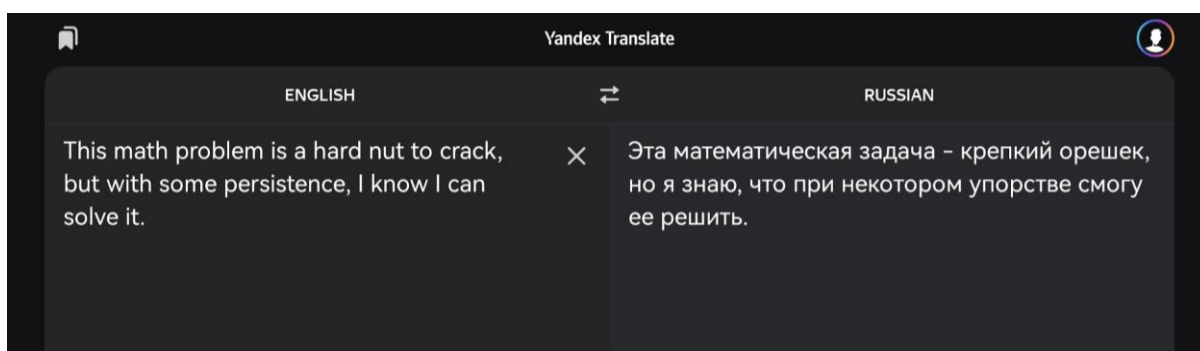 Yandex Translate
ENGLISH
RUSSIAN
This math problem is a hard nut to crack,
but with some persistence, I know I can
solve it.
Эта математическая задача – крепкий орешек,
но я знаю, что при некотором упорстве смогу
ее решить.